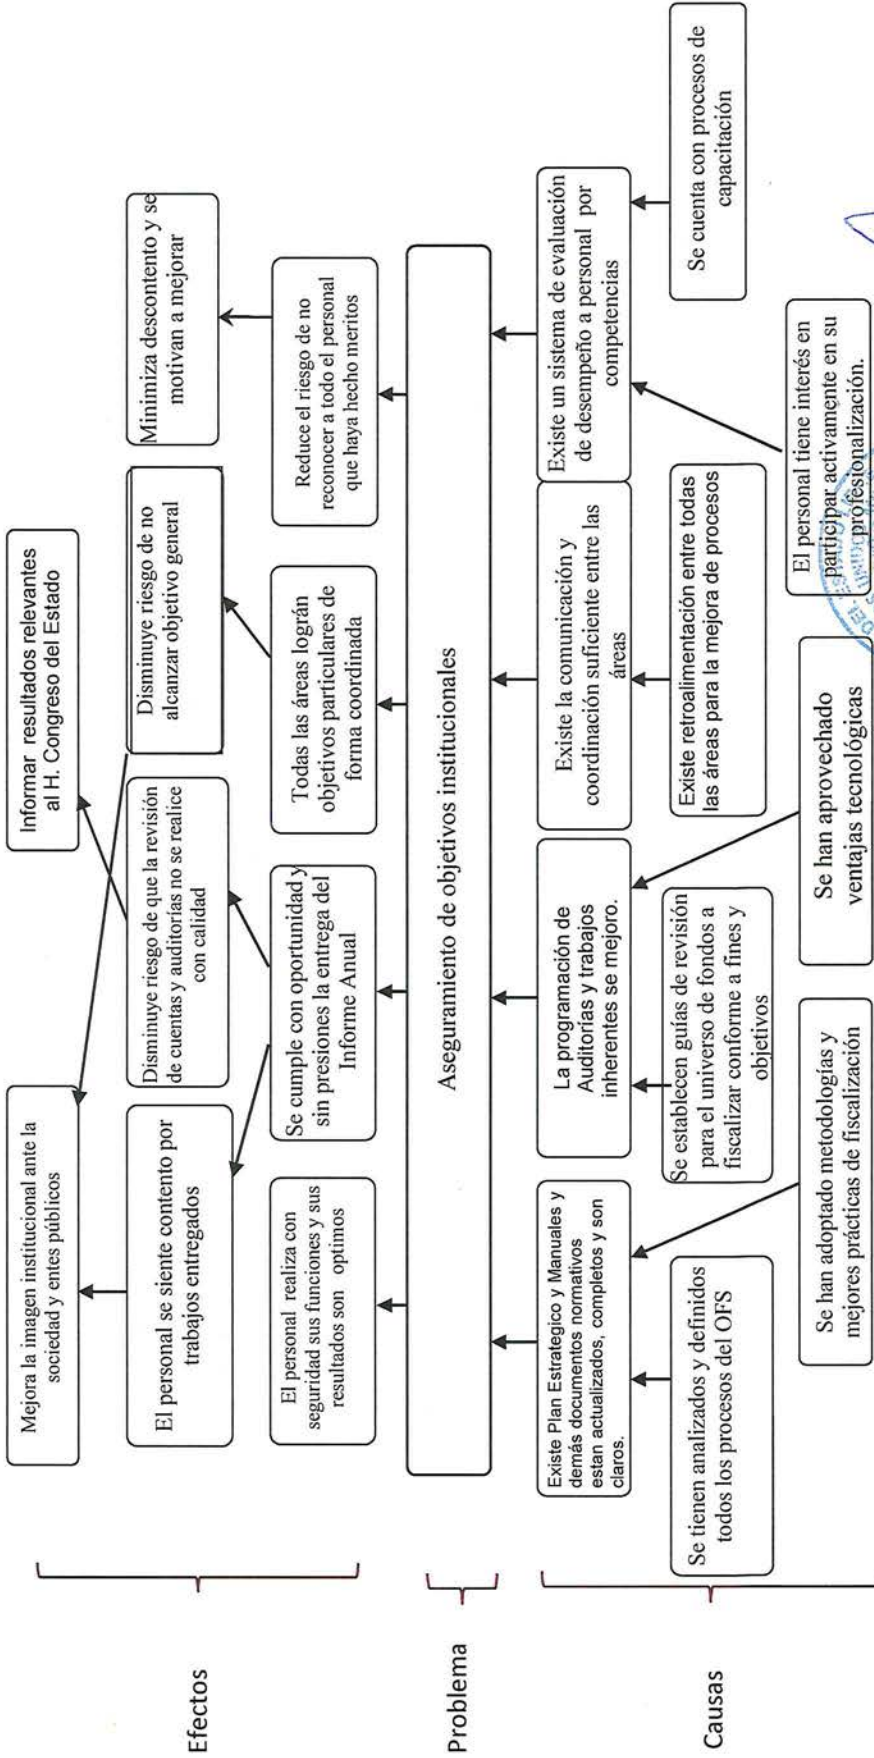 Informar resultados relevantes
al H. Congreso del Estado
Mejora la imagen institucional ante la
sociedad y entes públicos
Efectos
El personal se siente contento por
trabajos entregados
Disminuye riesgo de que la revisión
de cuentas y auditorías no se realice
con calidad
Disminuye riesgo de no
alcanzar objetivo general
Minimiza descontento y se
motivan a mejorar
El personal realiza con
seguridad sus funciones y sus
resultados son optimos
Se cumple con oportunidad y
sin presiones la entrega del
Informe Anual
Todas las áreas lográn
objetivos particulares de
forma coordinada
Reduce el riesgo de no
reconocer a todo el personal
que haya hecho meritos
Problema
Aseguramiento de objetivos institucionales
Causas
Existe Plan Estrategico y Manuales y
demás documentos normativos
estan actualizados, completos y son
claros.
La programación de
Auditorías y trabajos
inherentes se mejoro.
Existe la comunicación y
coordinación suficiente entre las
áreas
Existe un sistema de evaluación
de desempeño a personal por
competencias
Se tienen analizados y definidos
todos los procesos del OFS
Se establecen guías de revisión
para el universo de fondos a
fiscalizar conforme a fines y
objetivos
Existe retroalimentación entre todas
las áreas para la mejora de procesos
Se cuenta con procesos de
capacitación
Se han adoptado metodologías y
mejores prácticas de fiscalización
Se han aprovechado
ventajas tecnológicas
El personal tiene interés en
participar activamente en su
profesionalización.